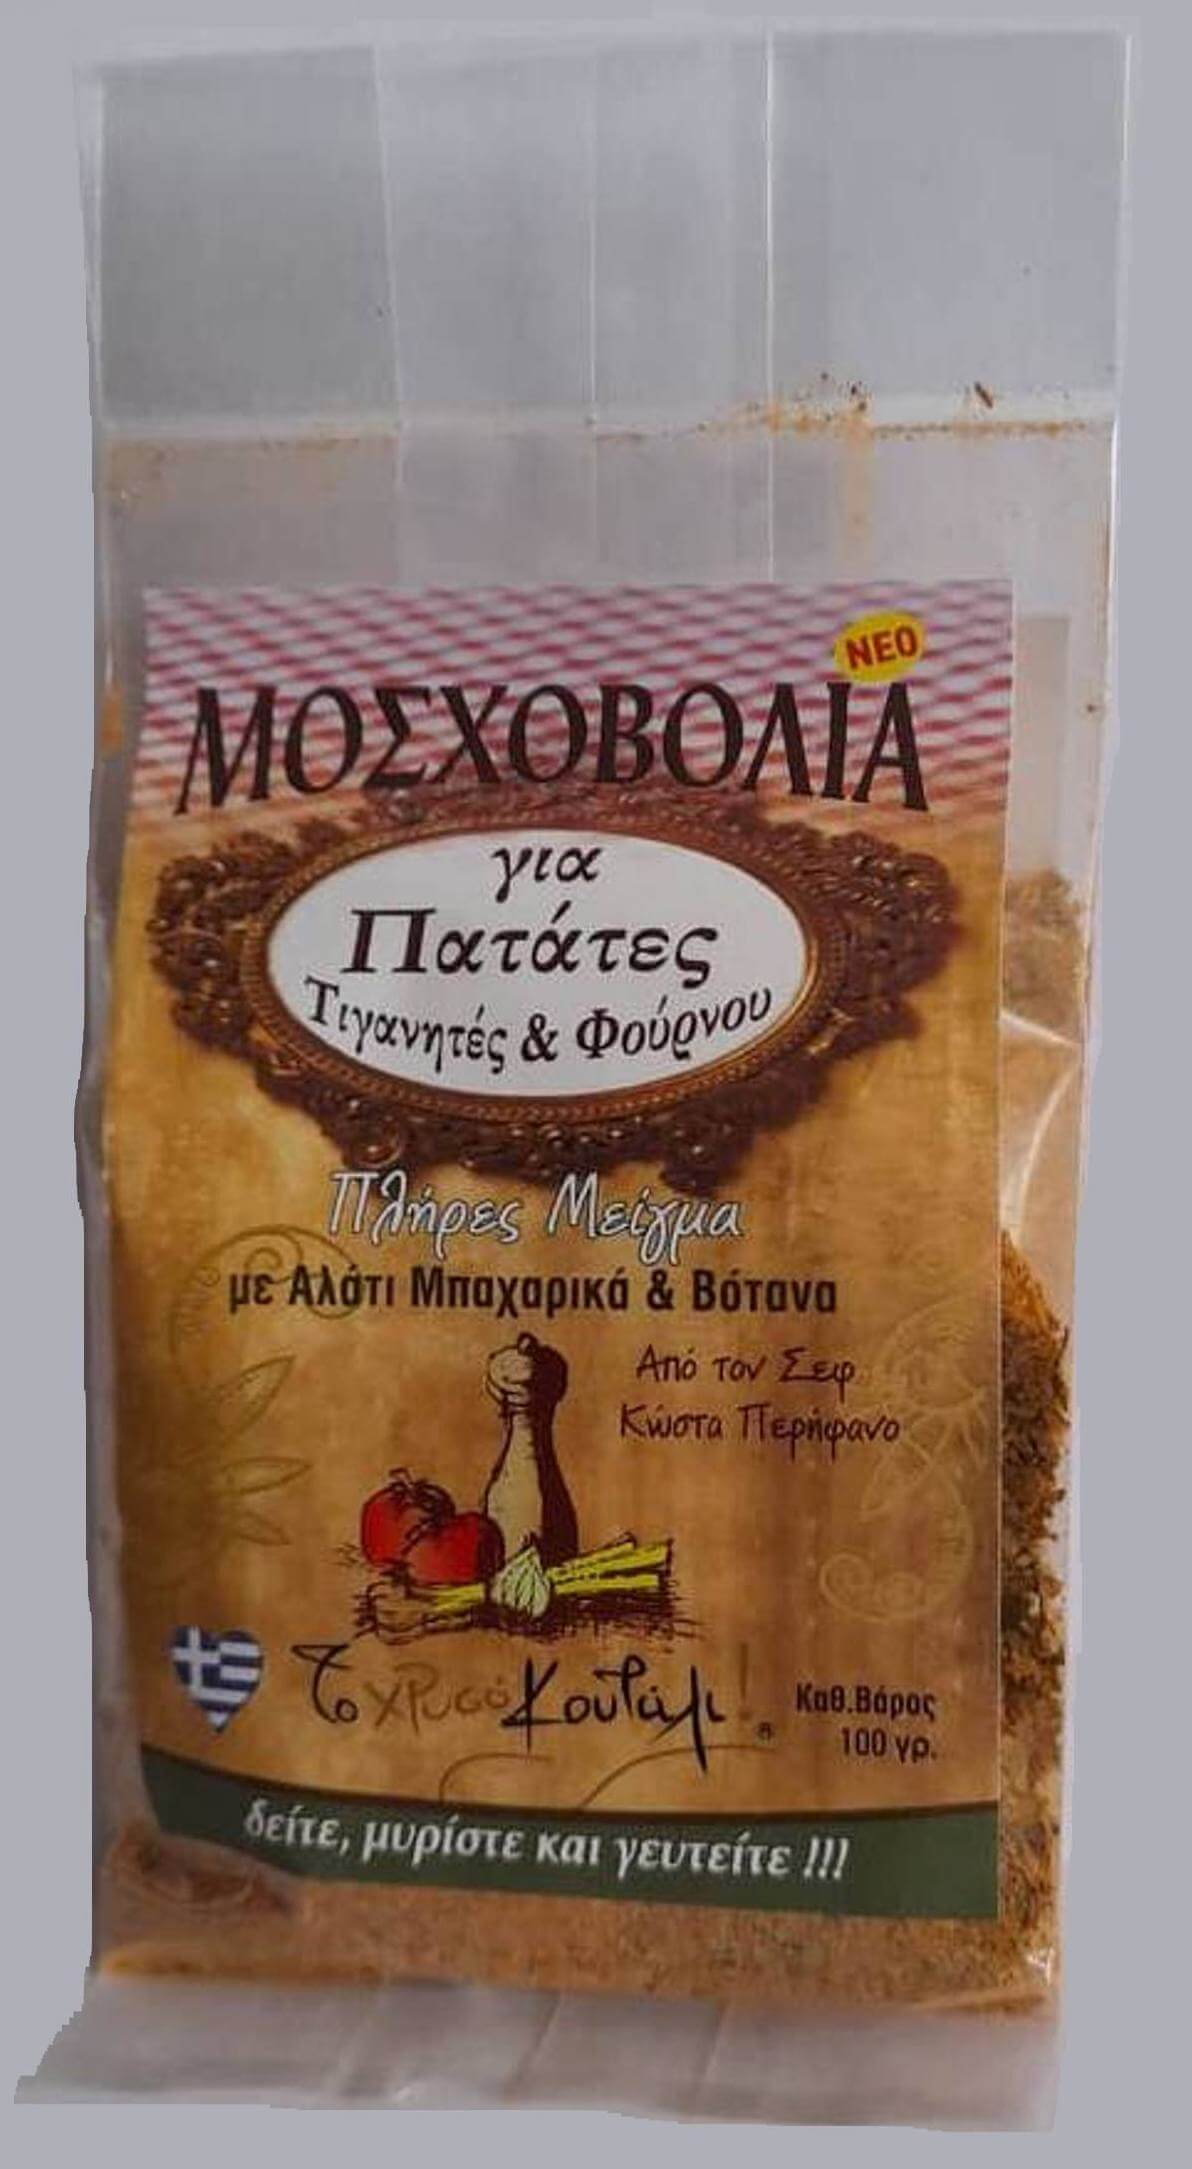 ΝΕΟ
ΜΟΣΧΟΒΟΛΙΑ
για
Πατάτες
Τιγανητές & Φούρνου
Πλήρες Μείγμα
με Αλάτι Μπαχαρικά & Βότανα
Από τον Σεφ
Κώστα Περήφανο
Το χρυσό Κουτάλι! ®
Καθ.Βάρος
100 γρ.
δείτε, μυρίστε και γευτείτε !!!